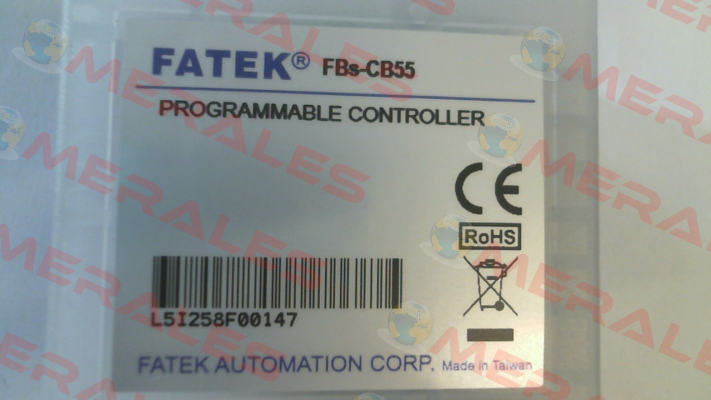 FATEK® FBs-CB55
PROGRAMMABLE CONTROLLER
CE
RoHS
L5I258F00147
FATEK AUTOMATION CORP. Made in Taiwan
MERALES